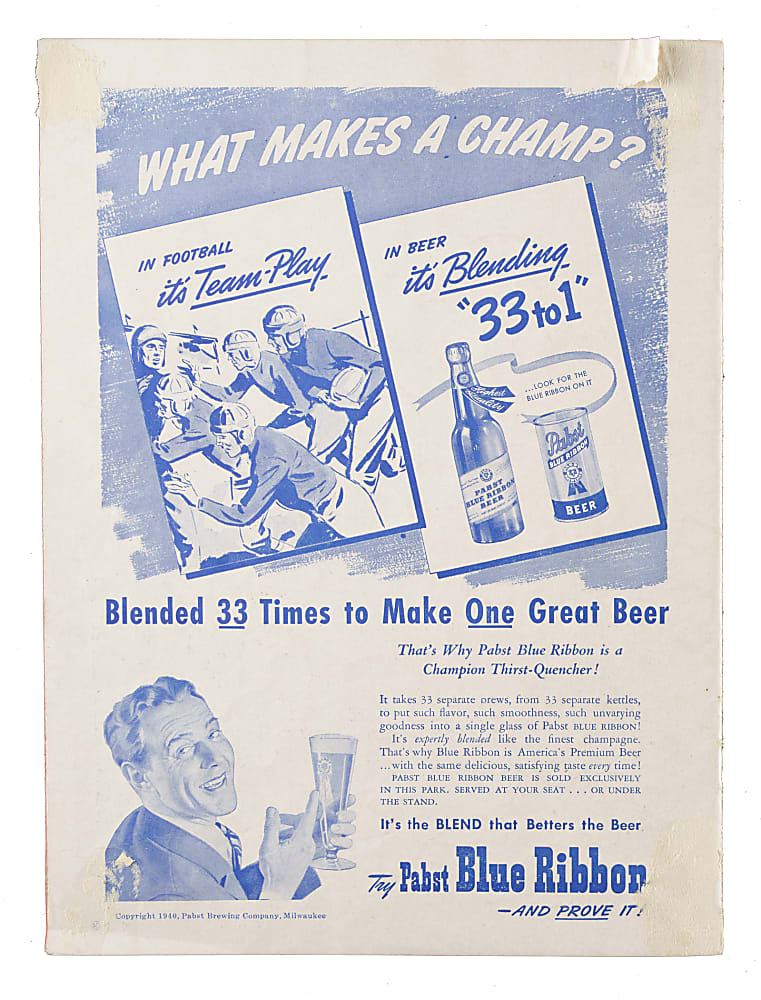 WHAT MAKES A CHAMP?
IN FOOTBALL
it's Team-Play
IN BEER
it's Blending
"33 to 1"
...LOOK FOR THE
BLUE RIBBON ON IT
Highest
Quality
PABST
BLUE RIBBON
BEER
Pabst
BLUE RIBBON
BEER
Blended 33 Times to Make One Great Beer
That's Why Pabst Blue Ribbon is a
Champion Thirst-Quencher!
It takes 33 separate brews, from 33 separate kettles,
to put such flavor, such smoothness, such unvarying
goodness into a single glass of Pabst BLUE RIBBON!
It's expertly blended like the finest champagne.
That's why Blue Ribbon is America's Premium Beer
...with the same delicious, satisfying taste every time!
PABST BLUE RIBBON BEER IS SOLD EXCLUSIVELY
IN THIS PARK. SERVED AT YOUR SEAT . . . OR UNDER
THE STAND.
It's the BLEND that Betters the Beer
Try Pabst Blue Ribbon
—AND PROVE IT!
Copyright 1940, Pabst Brewing Company, Milwaukee